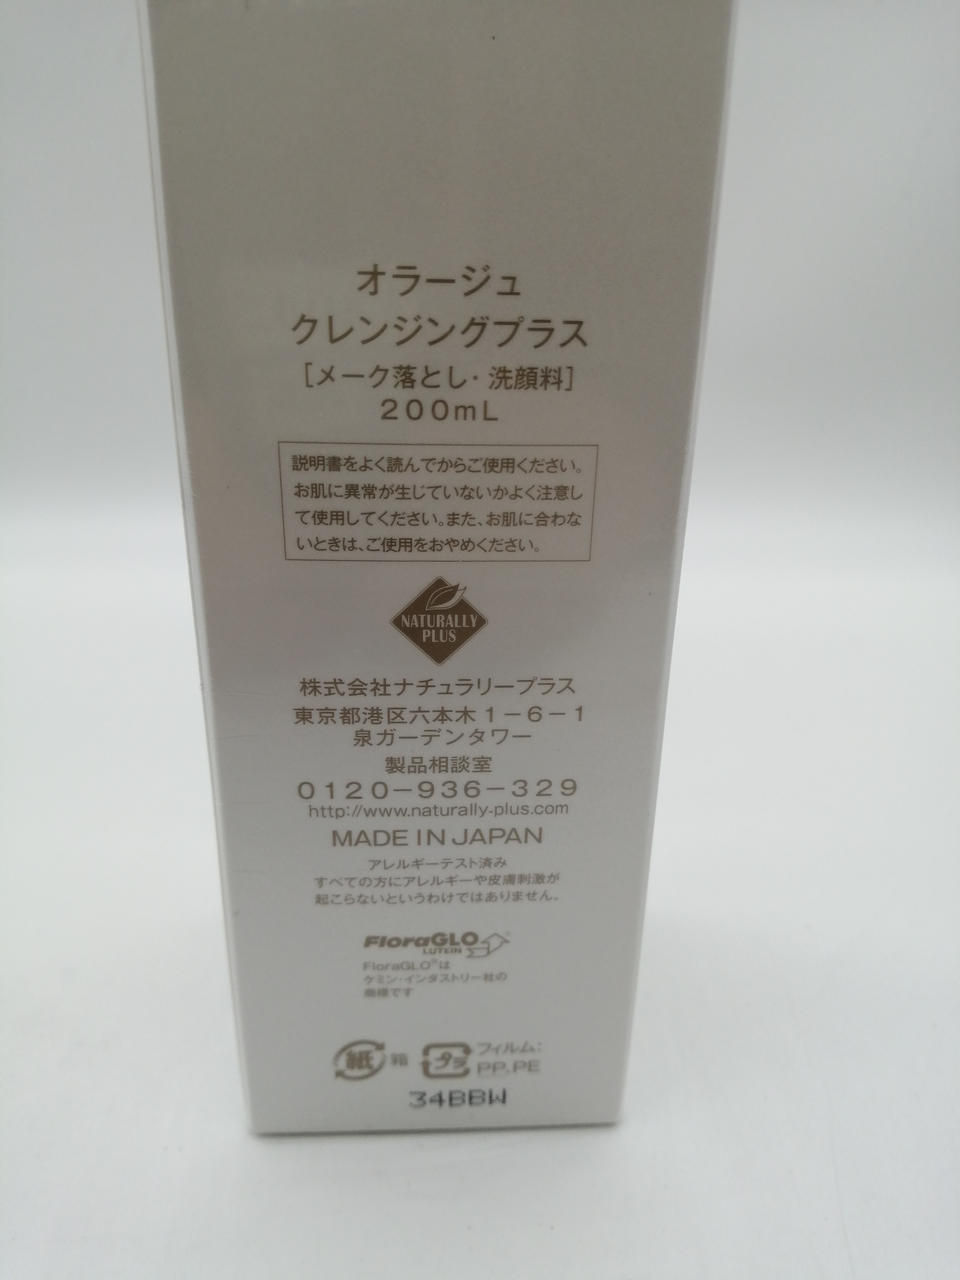 オラージュ
クレンジングプラス
[メーク落とし・洗顔料]
200mL
説明書をよく読んでからご使用ください。
お肌に異常が生じていないかよく注意し
て使用してください。また、お肌に合わな
いときは、ご使用をおやめください。
NATURALLY
PLUS
株式会社ナチュラリープラス
東京都港区六本木1-6-1
泉ガーデンタワー
製品相談室
0120-936-329
http://www.naturally-plus.com
MADE IN JAPAN
アレルギーテスト済み
すべての方にアレルギーや皮膚刺激が
起こらないというわけではありません。
FloraGLO®
LUTEIN
FloraGLO®は
ケミン・インダストリー社の
商標です
紙 箱 プラ フィルム:
PP,PE
34BBW